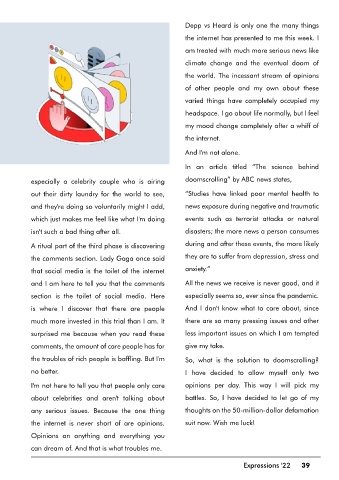 especially a celebrity couple who is airing
out their dirty laundry for the world to see,
and they're doing so voluntarily might I add,
which just makes me feel like what I'm doing
isn't such a bad thing after all.
A ritual part of the third phase is discovering
the comments section. Lady Gaga once said
that social media is the toilet of the internet
and I am here to tell you that the comments
section is the toilet of social media. Here
is where I discover that there are people
much more invested in this trial than I am. It
surprised me because when you read these
comments, the amount of care people has for
the troubles of rich people is baffling. But I'm
no better.
I'm not here to tell you that people only care
about celebrities and aren't talking about
any serious issues. Because the one thing
the internet is never short of are opinions.
Opinions on anything and everything you
can dream of. And that is what troubles me.
Depp vs Heard is only one the many things
the internet has presented to me this week. I
am treated with much more serious news like
climate change and the eventual doom of
the world. The incessant stream of opinions
of other people and my own about these
varied things have completely occupied my
headspace. I go about life normally, but I feel
my mood change completely after a whiff of
the internet.
And I'm not alone.
In an article titled "The science behind
doomscrolling" by ABC news states,
"Studies have linked poor mental health to
news exposure during negative and traumatic
events such as terrorist attacks or natural
disasters; the more news a person consumes
during and after these events, the more likely
they are to suffer from depression, stress and
anxiety."
All the news we receive is never good, and it
especially seems so, ever since the pandemic.
And I don't know what to care about, since
there are so many pressing issues and other
less important issues on which I am tempted
give my take.
So, what is the solution to doomscrolling?
I have decided to allow myself only two
opinions per day. This way I will pick my
battles. So, I have decided to let go of my
thoughts on the 50-million-dollar defamation
suit now. Wish me luck!
Expressions '22 39